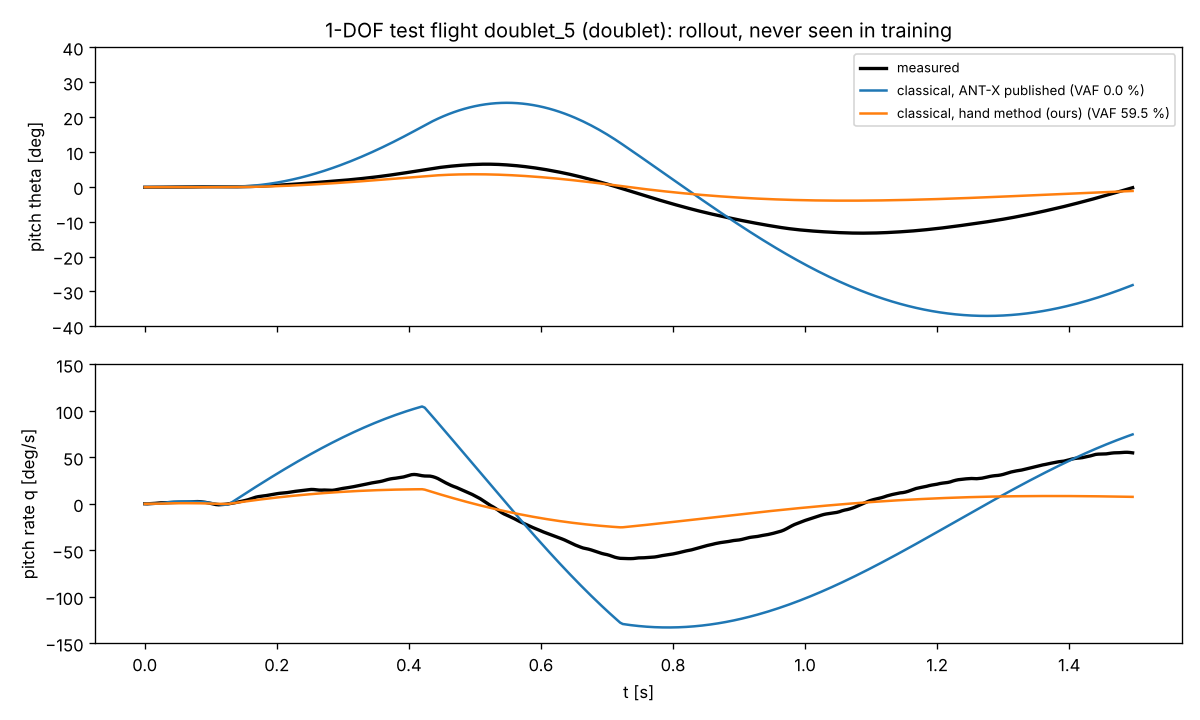 1-DOF test flight doublet_5 (doublet): rollout, never seen in training
measured
classical, ANT-X published (VAF 0.0 %)
classical, hand method (ours) (VAF 59.5 %)
pitch theta [deg]
40
30
20
10
0
−10
−20
−30
−40
pitch rate q [deg/s]
150
100
50
0
−50
−100
−150
0.0 0.2 0.4 0.6 0.8 1.0 1.2 1.4
t [s]